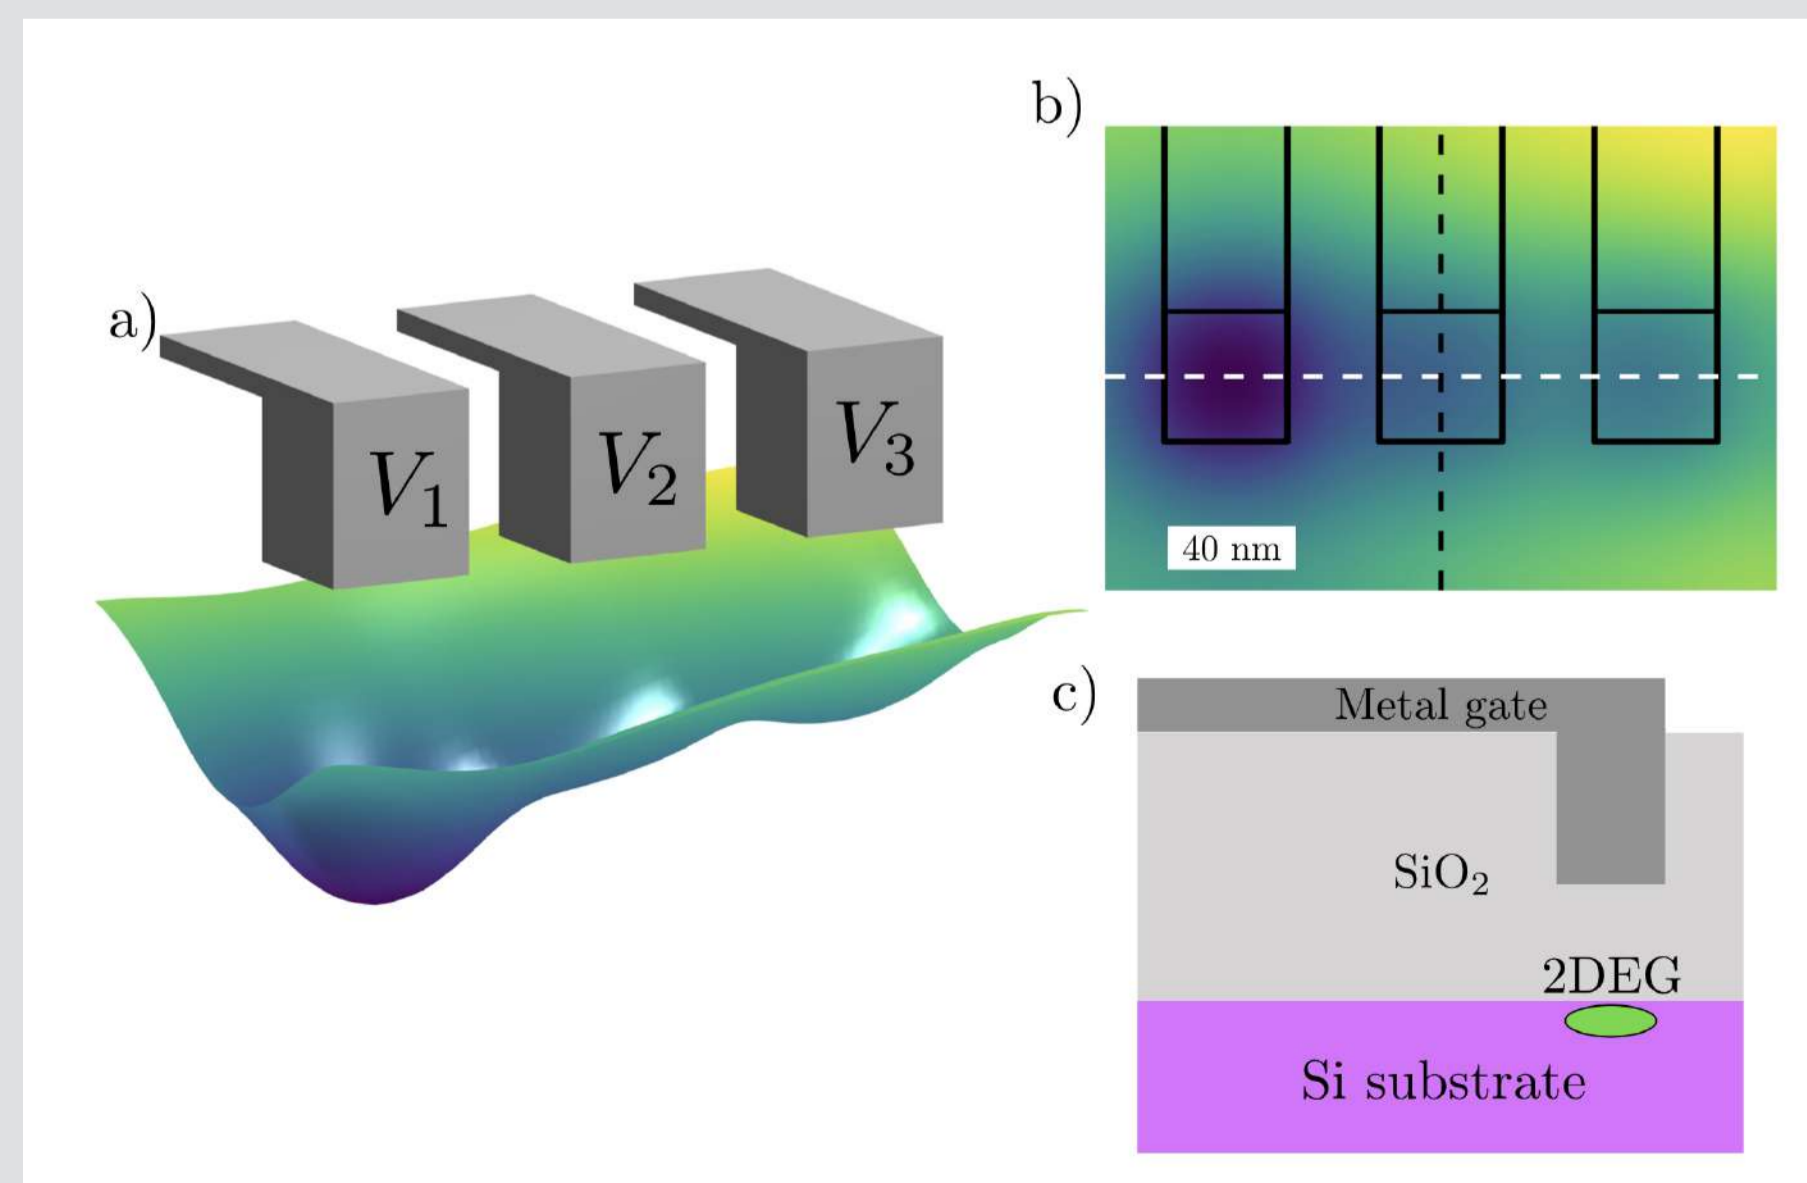 a)
V₁
V₂
V₃
b)
40 nm
c)
Metal gate
SiO₂
2DEG
Si substrate